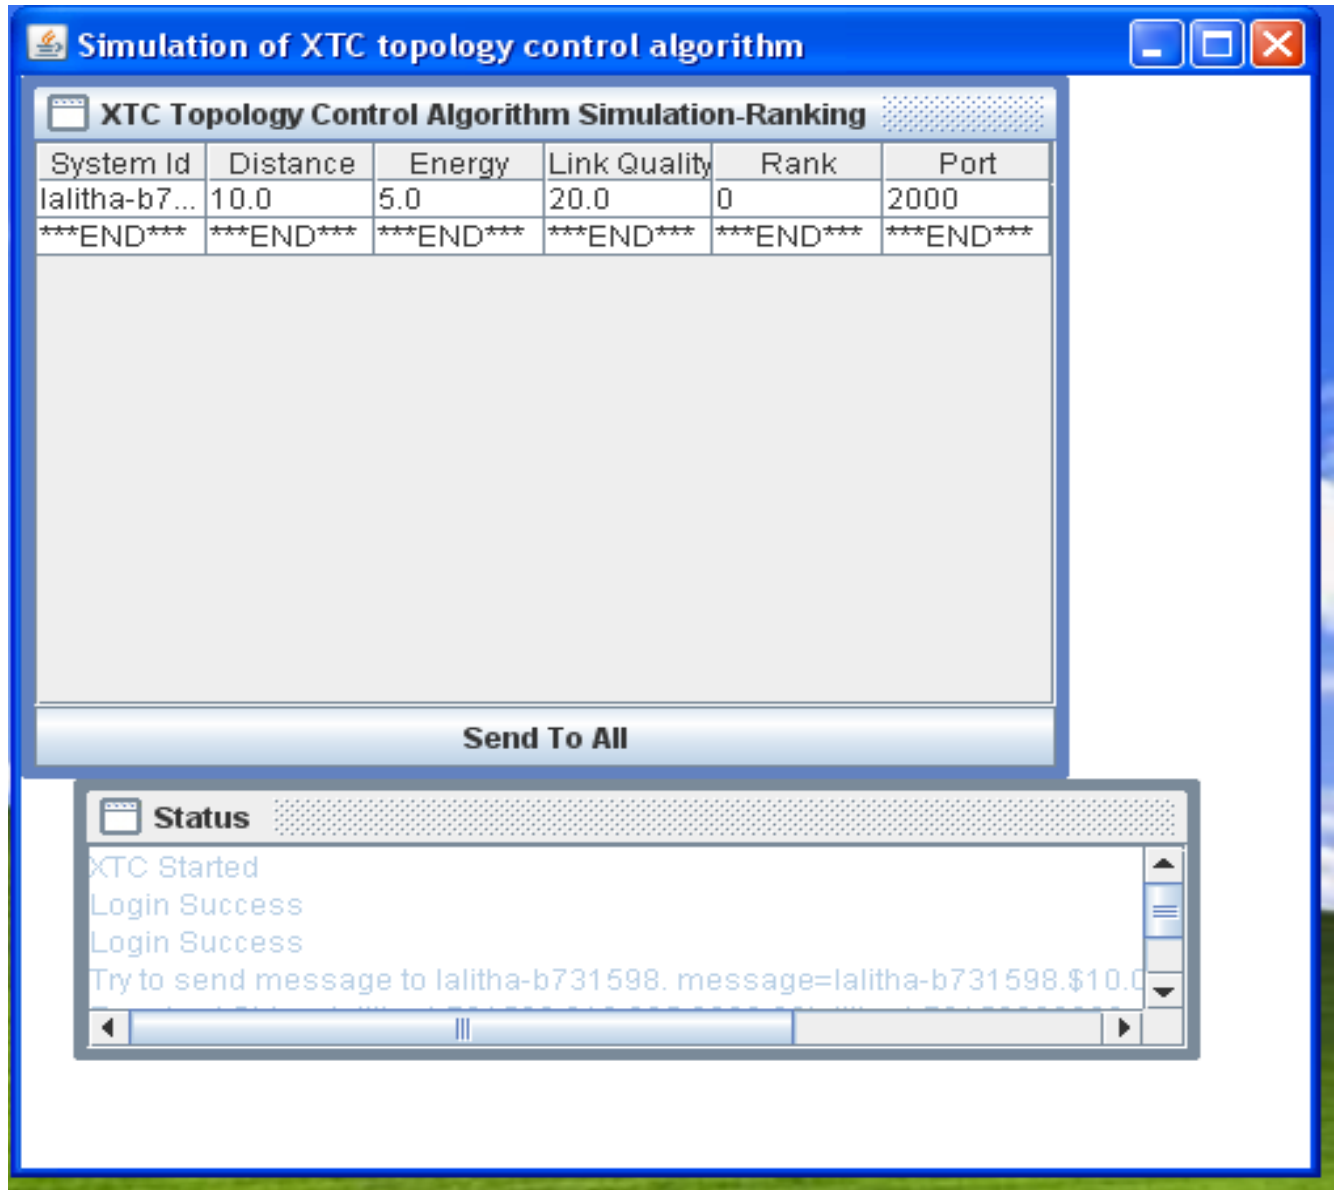 Simulation of XTC topology control algorithm
XTC Topology Control Algorithm Simulation-Ranking
System Id Distance Energy Link Quality Rank Port
lalitha-b7... 10.0 5.0 20.0 0 2000
***END*** ***END*** ***END*** ***END*** ***END*** ***END***
Send To All
Status
XTC Started
Login Success
Login Success
Try to send message to lalitha-b731598. message=lalitha-b731598.$10.0